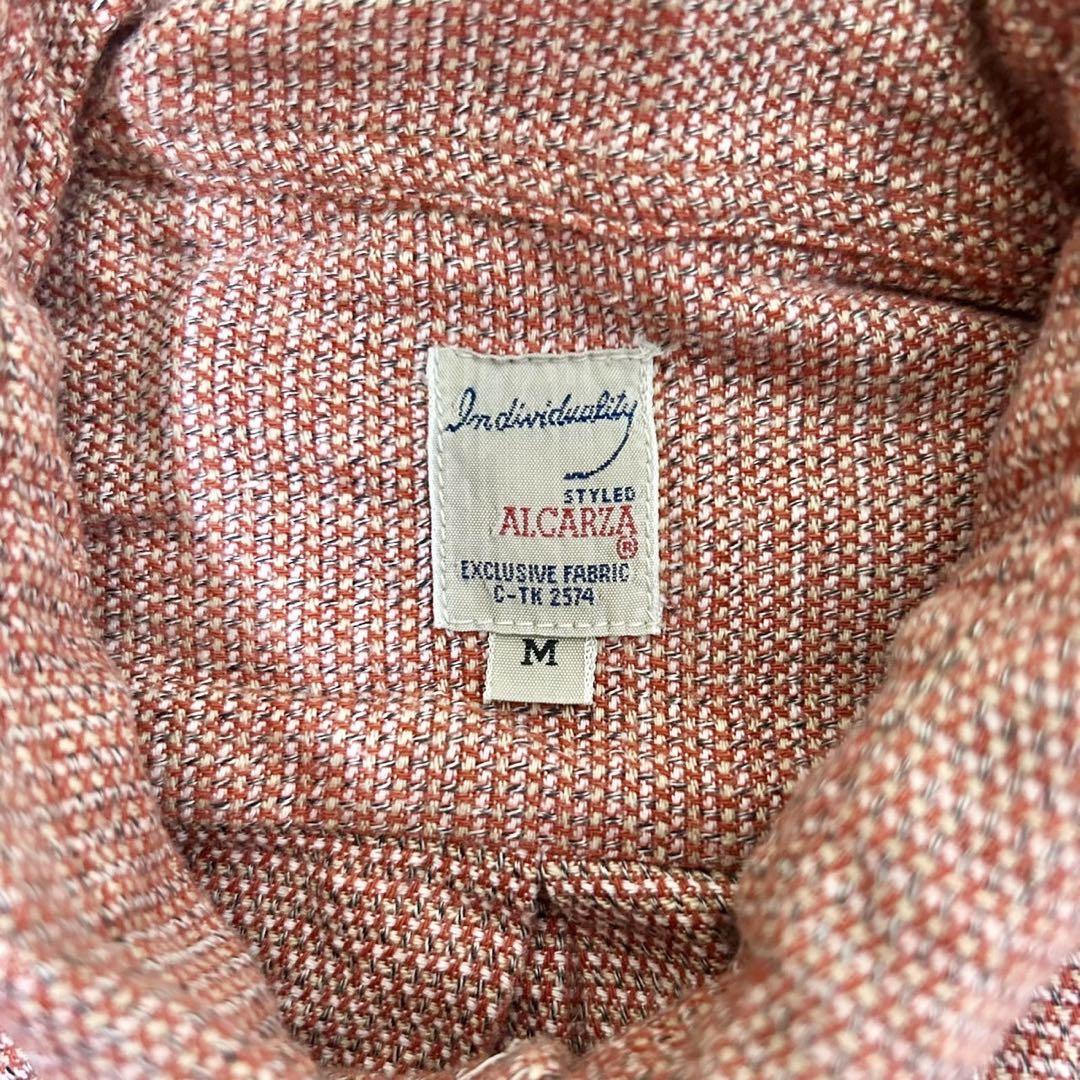 Individuality
STYLED
ALCARZA
®
EXCLUSIVE FABRIC
C-TK 2574
M